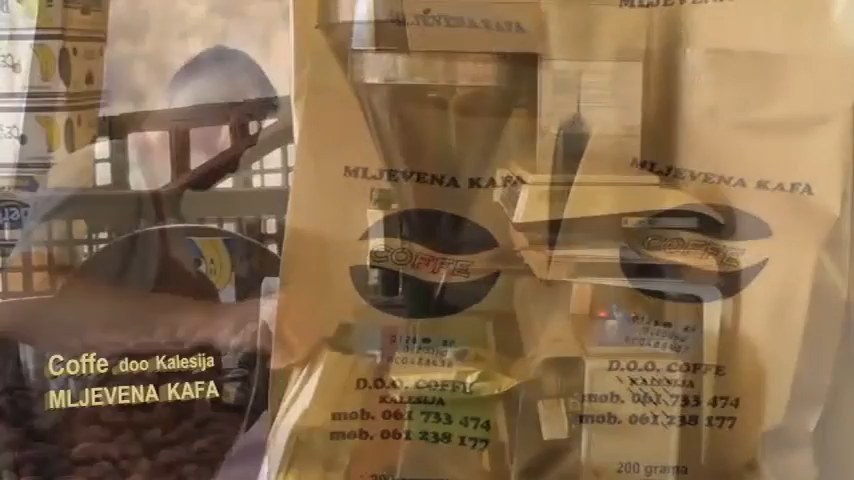 MLJEVENA KAFA
MLJEVENA KAFA
MLJEVENA KAFA
COFFE
COFFE
Coffe doo Kalesija
MLJEVENA KAFA
D.O.O. COFFE
KALESIJA
mob. 061 733 474
mob. 061 238 177
D.O.O. COFFE
KALESIJA
mob. 061 733 474
mob. 061 238 177
200 grama